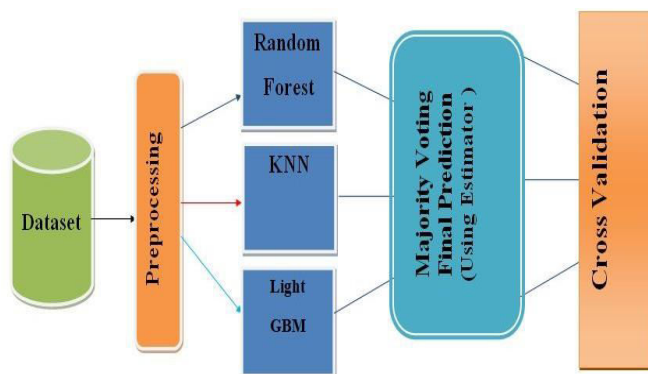 Dataset
Preprocessing
Random
Forest
KNN
Light
GBM
Majority Voting
Final Prediction
(Using Estimator )
Cross Validation